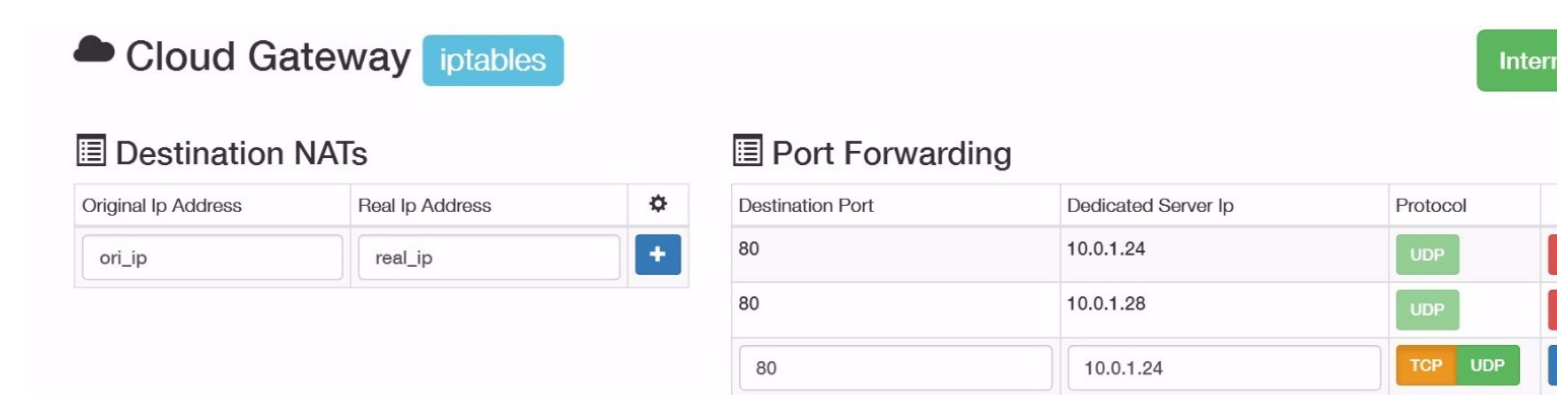 Cloud Gateway iptables
Destination NATs
Original Ip Address Real Ip Address
ori_ip real_ip +
Port Forwarding
Destination Port Dedicated Server Ip Protocol
80 10.0.1.24 UDP
80 10.0.1.28 UDP
80 10.0.1.24 TCP UDP